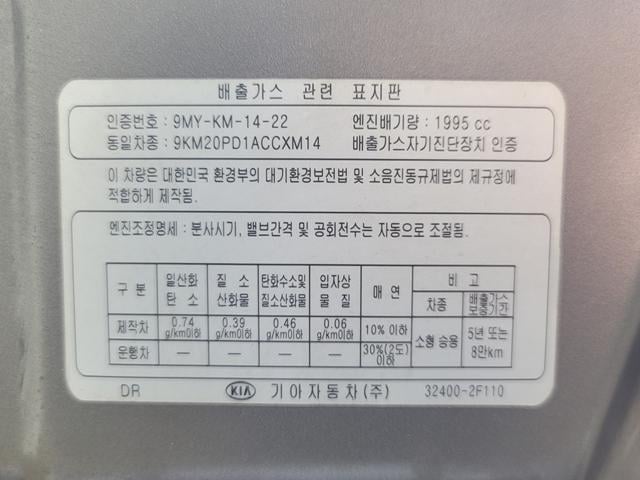 배출가스 관련 표지판
인증번호 : 9MY-KM-14-22 엔진배기량 : 1995 cc
동일차종 : 9KM20PD1ACCXM14 배출가스자기진단장치 인증
이 차량은 대한민국 환경부의 대기환경보전법 및 소음진동규제법의 제규정에
적합하게 제작됨.
엔진조정명세 : 분사시기, 밸브간격 및 공회전수는 자동으로 조절됨.
구 분 일산화 탄 소 질 소 산화물 탄화수소및 질소산화물 입자상 물 질 매 연 비 고
차종 배출가스 보증기간
제작차 0.74 g/km이하 0.39 g/km이하 0.46 g/km이하 0.06 g/km이하 10% 이하 소형 승용 5년 또는 8만km
운행차 — — — — 30%(2도) 이하
DR KIA 기아자동차(주) 32400-2F110